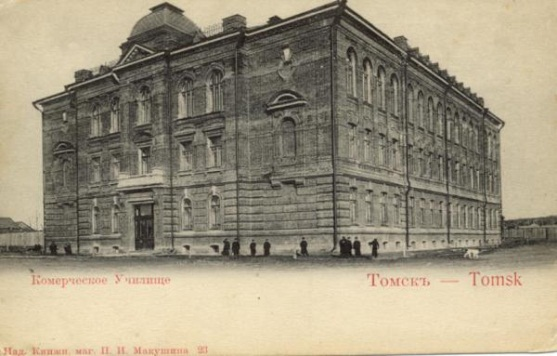 Комерческое Училище
Томскъ — Tomsk
Изд. Книжн. маг. П. И. Макушина 23